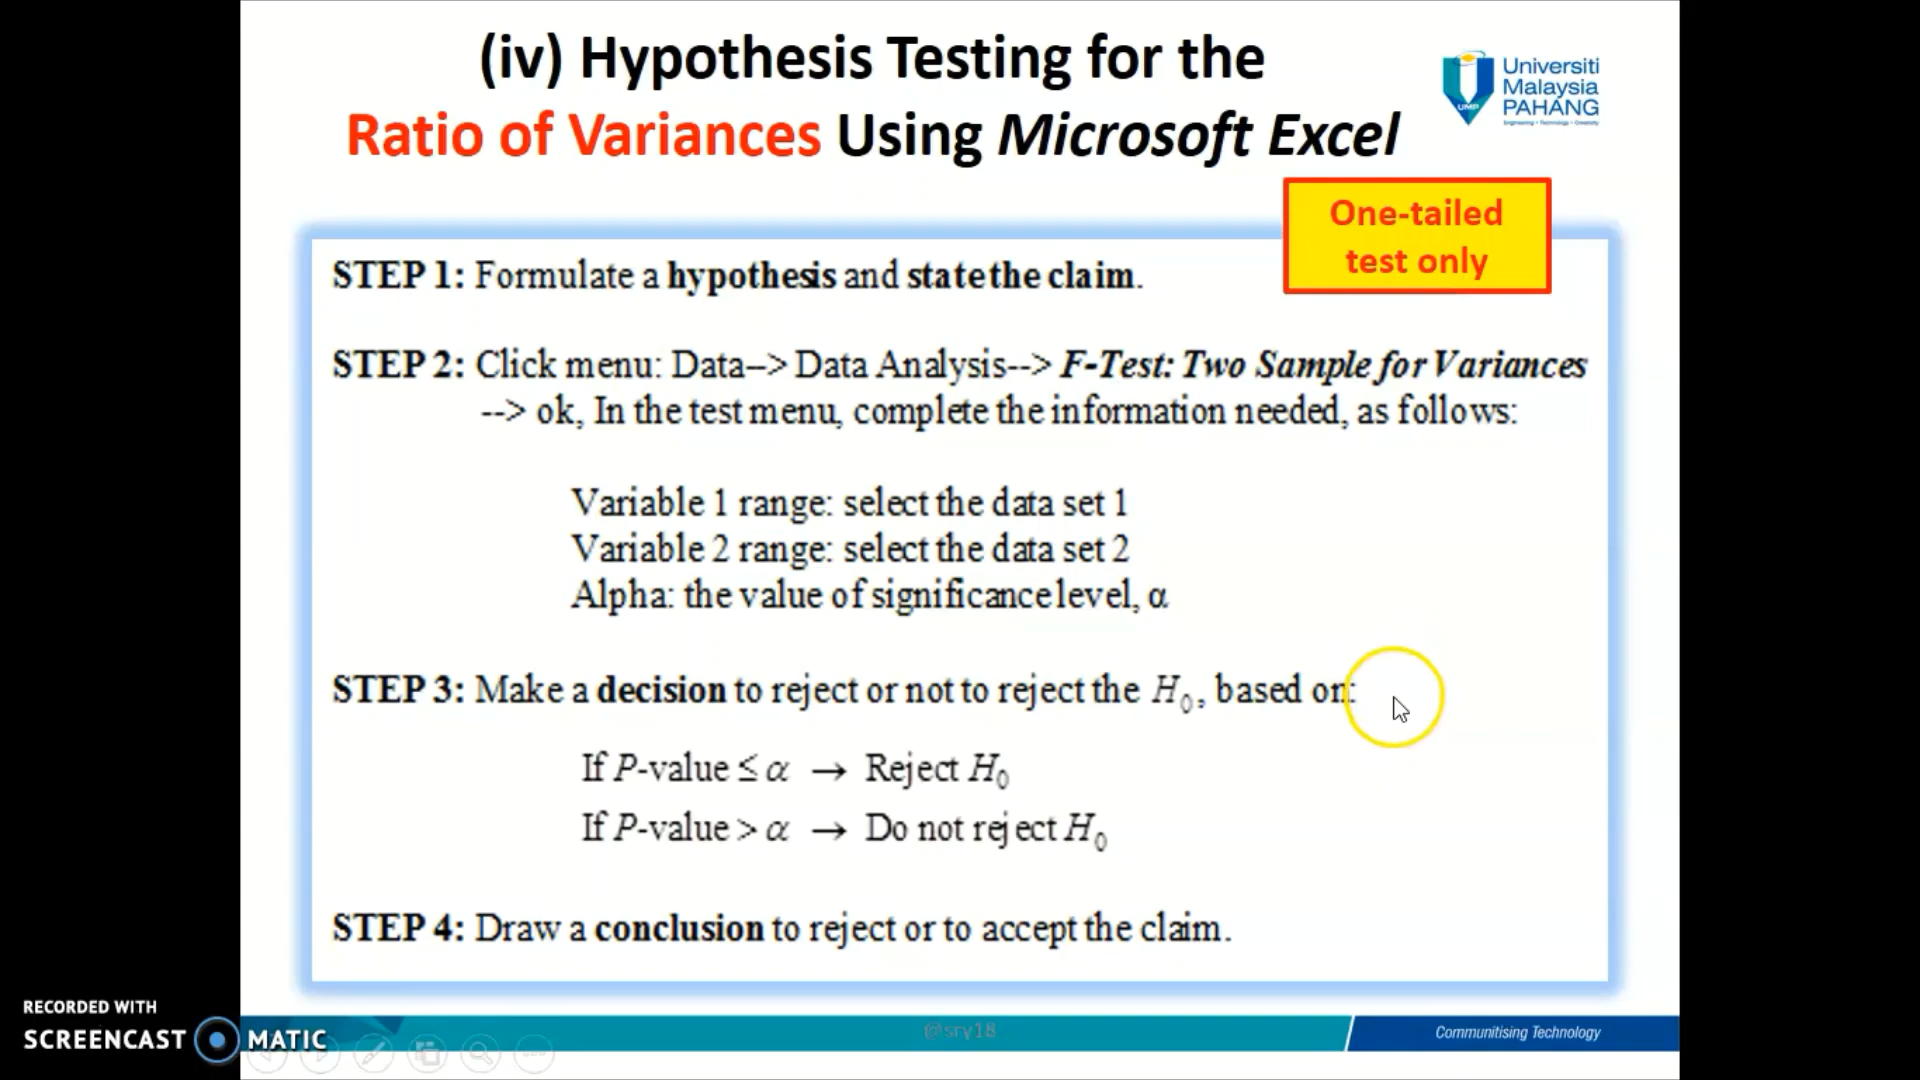 (iv) Hypothesis Testing for the
Ratio of Variances Using Microsoft Excel
Universiti
Malaysia
PAHANG
Engineering • Technology • Creativity
UMP
One-tailed
test only
STEP 1: Formulate a hypothesis and state the claim.
STEP 2: Click menu: Data--> Data Analysis--> F-Test: Two Sample for Variances
--> ok, In the test menu, complete the information needed, as follows:
Variable 1 range: select the data set 1
Variable 2 range: select the data set 2
Alpha: the value of significance level, α
STEP 3: Make a decision to reject or not to reject the H₀, based on:
If P-value ≤ α → Reject H₀
If P-value > α → Do not reject H₀
STEP 4: Draw a conclusion to reject or to accept the claim.
RECORDED WITH
SCREENCAST MATIC
@sry18
Communitising Technology